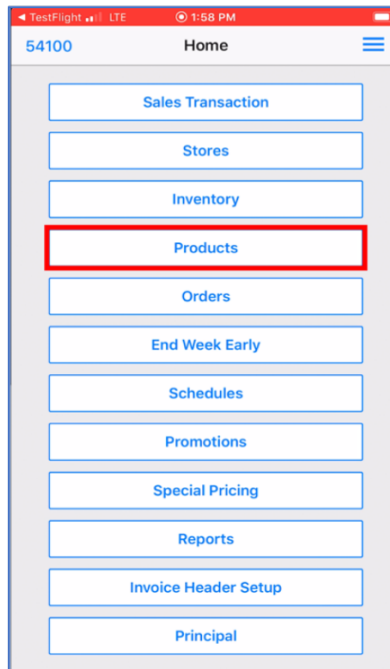 TestFlight LTE 1:58 PM
54100 Home
Sales Transaction
Stores
Inventory
Products
Orders
End Week Early
Schedules
Promotions
Special Pricing
Reports
Invoice Header Setup
Principal